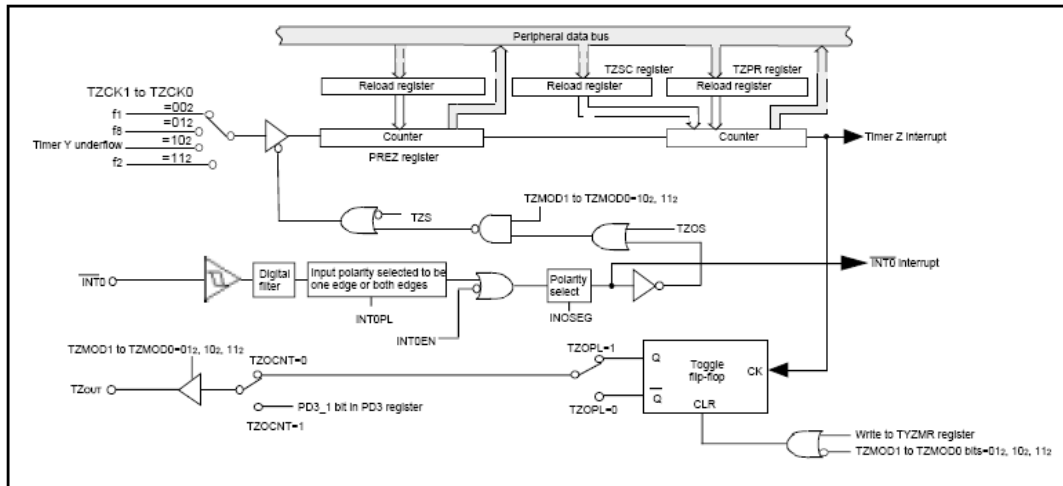 Peripheral data bus
TZSC register
TZPR register
Reload register
Reload register
Reload register
TZCK1 to TZCK0
f1
=002
f8
=012
Timer Y underflow
=102
f2
=112
Counter
PREZ register
Counter
Timer Z Interrupt
TZMOD1 to TZMOD0=102, 112
TZS
TZOS
INT0
Digital
filter
Input polarity selected to be
one edge or both edges
Polarity
select
INT0 Interrupt
INT0PL
INOSEG
INT0EN
TZMOD1 to TZMOD0=012, 102, 112
TZOCNT=0
TZOPL=1
Q
Toggle
flip-flop
CK
TZOUT
PD3_1 bit in PD3 register
TZOCNT=1
TZOPL=0
Q
CLR
Write to TYZMR register
TZMOD1 to TZMOD0 bits=012, 102, 112